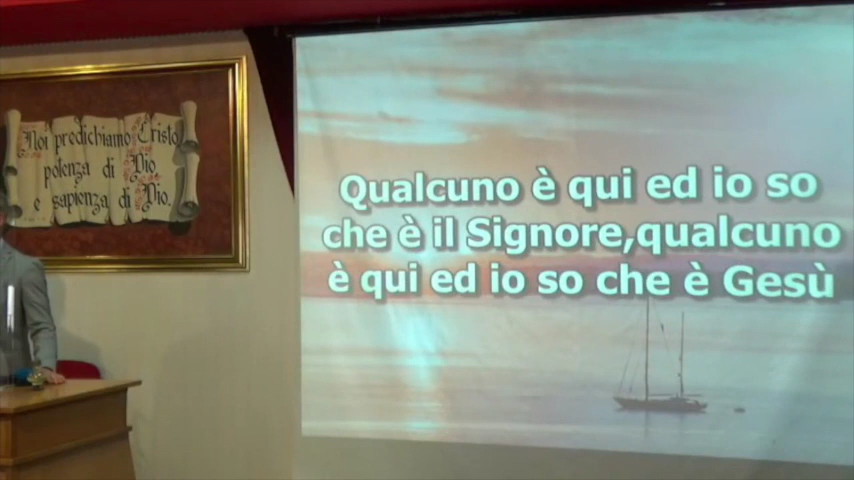 Noi predichiamo Cristo
potenza di Dio
e sapienza di Dio.
Qualcuno è qui ed io so
che è il Signore,qualcuno
è qui ed io so che è Gesù